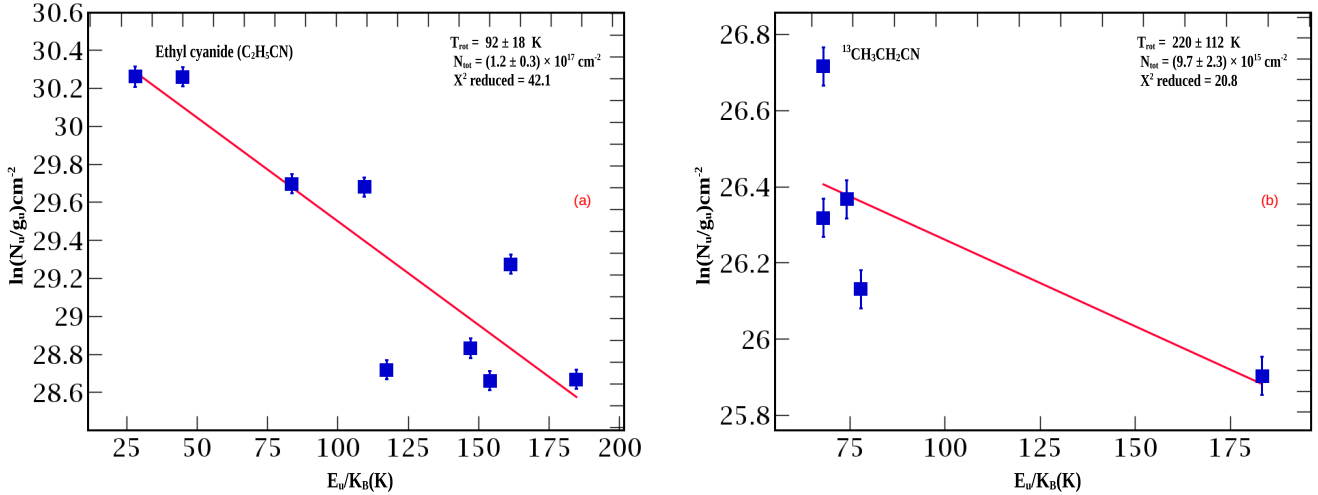 30.6
30.4
30.2
30
29.8
29.6
29.4
29.2
29
28.8
28.6
ln(Nᵤ/gᵤ)cm⁻²
Ethyl cyanide (C₂H₅CN)
Tᵣₒₜ = 92 ± 18 K
Nₜₒₜ = (1.2 ± 0.3) × 10¹⁷ cm⁻²
X² reduced = 42.1
(a)
25 50 75 100 125 150 175 200
Eᵤ/K_B(K)
26.8
26.6
26.4
26.2
26
25.8
ln(Nᵤ/gᵤ)cm⁻²
¹³CH₃CH₂CN
Tᵣₒₜ = 220 ± 112 K
Nₜₒₜ = (9.7 ± 2.3) × 10¹⁵ cm⁻²
X² reduced = 20.8
(b)
75 100 125 150 175
Eᵤ/K_B(K)